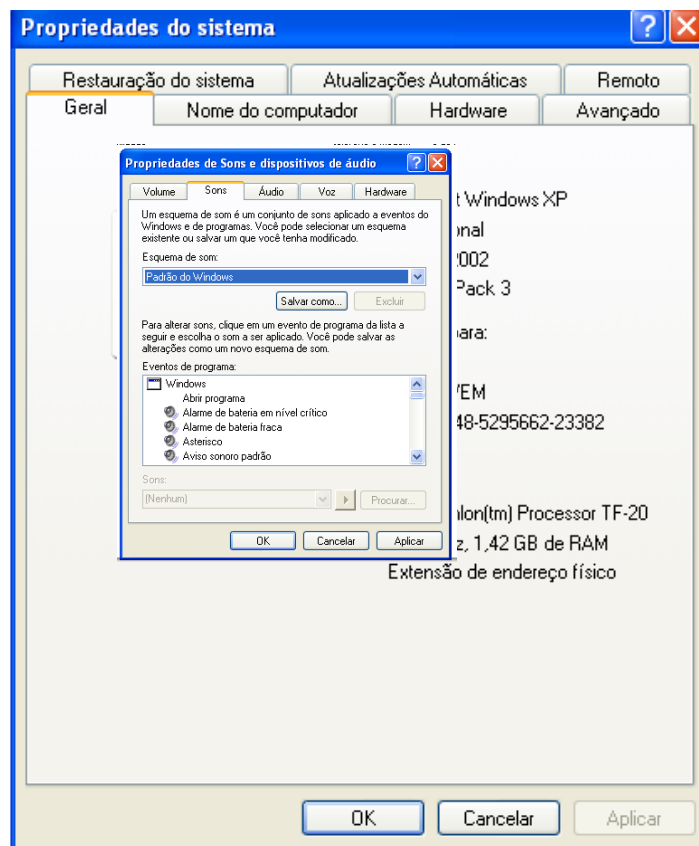 Propriedades do sistema
Restauração do sistema
Atualizações Automáticas
Remoto
Geral
Nome do computador
Hardware
Avançado
Propriedades de Sons e dispositivos de áudio
Volume
Sons
Áudio
Voz
Hardware
Um esquema de som é um conjunto de sons aplicado a eventos do
Windows e de programas. Você pode selecionar um esquema
existente ou salvar um que você tenha modificado.
Esquema de som:
Padrão do Windows
Salvar como...
Excluir
Para alterar sons, clique em um evento de programa da lista a
seguir e escolha o som a ser aplicado. Você pode salvar as
alterações como um novo esquema de som.
Eventos de programa:
Windows
Abrir programa
Alarme de bateria em nível crítico
Alarme de bateria fraca
Asterisco
Aviso sonoro padrão
Sons:
(Nenhum)
Procurar...
OK
Cancelar
Aplicar
t Windows XP
onal
2002
Pack 3
para:
/EM
48-5295662-23382
hlon(tm) Processor TF-20
z, 1,42 GB de RAM
Extensão de endereço físico
OK
Cancelar
Aplicar